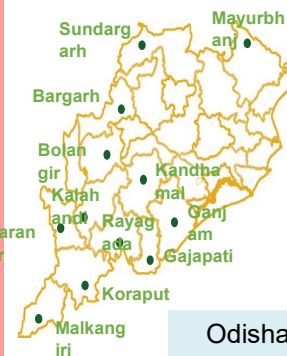 Mayurbh
anj
Sundarg
arh
Bargarh
Bolan
gir
Kandha
mal
Kalah
andi
Rayag
ada
Ganj
am
aran
Gajapati
Koraput
Malkang
iri
Odisha